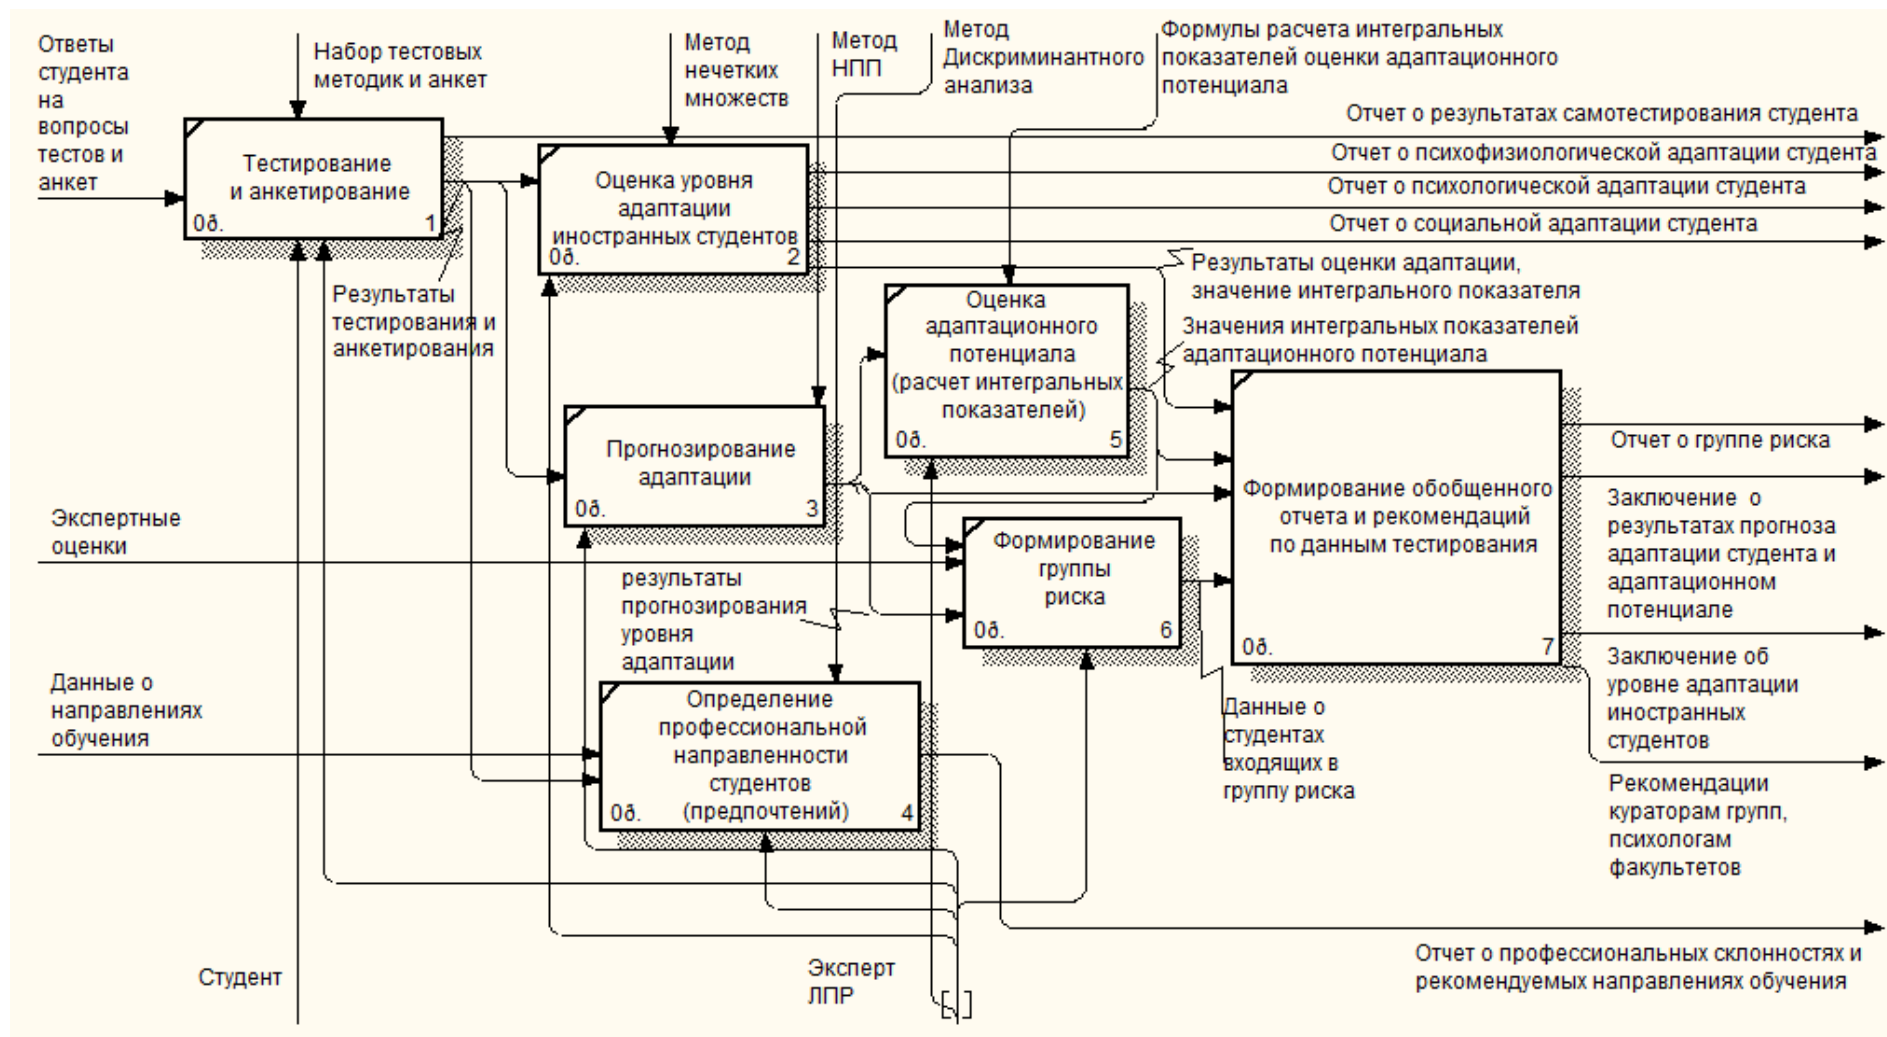 Ответы
студента
на
вопросы
тестов и
анкет
Набор тестовых
методик и анкет
Метод
нечетких
множеств
Метод
НПП
Метод
Дискриминантного
анализа
Формулы расчета интегральных
показателей оценки адаптационного
потенциала
Тестирование
и анкетирование
0ð.
1
Оценка уровня
адаптации
иностранных студентов
0ð.
2
Отчет о результатах самотестирования студента
Отчет о психофизиологической адаптации студента
Отчет о психологической адаптации студента
Отчет о социальной адаптации студента
Результаты
тестирования и
анкетирования
Результаты оценки адаптации,
значение интегрального показателя
Значения интегральных показателей
адаптационного потенциала
Оценка
адаптационного
потенциала
(расчет интегральных
показателей)
0ð.
5
Прогнозирование
адаптации
0ð.
3
Формирование обобщенного
отчета и рекомендаций
по данным тестирования
0ð.
7
Отчет о группе риска
Экспертные
оценки
Формирование
группы
риска
0ð.
6
Заключение о
результатах прогноза
адаптации студента и
адаптационном
потенциале
результаты
прогнозирования
уровня
адаптации
Данные о
направлениях
обучения
Определение
профессиональной
направленности
студентов
(предпочтений)
0ð.
4
Данные о
студентах
входящих в
группу риска
Заключение об
уровне адаптации
иностранных
студентов
Рекомендации
кураторам групп,
психологам
факультетов
Студент
Эксперт
ЛПР
Отчет о профессиональных склонностях и
рекомендуемых направлениях обучения